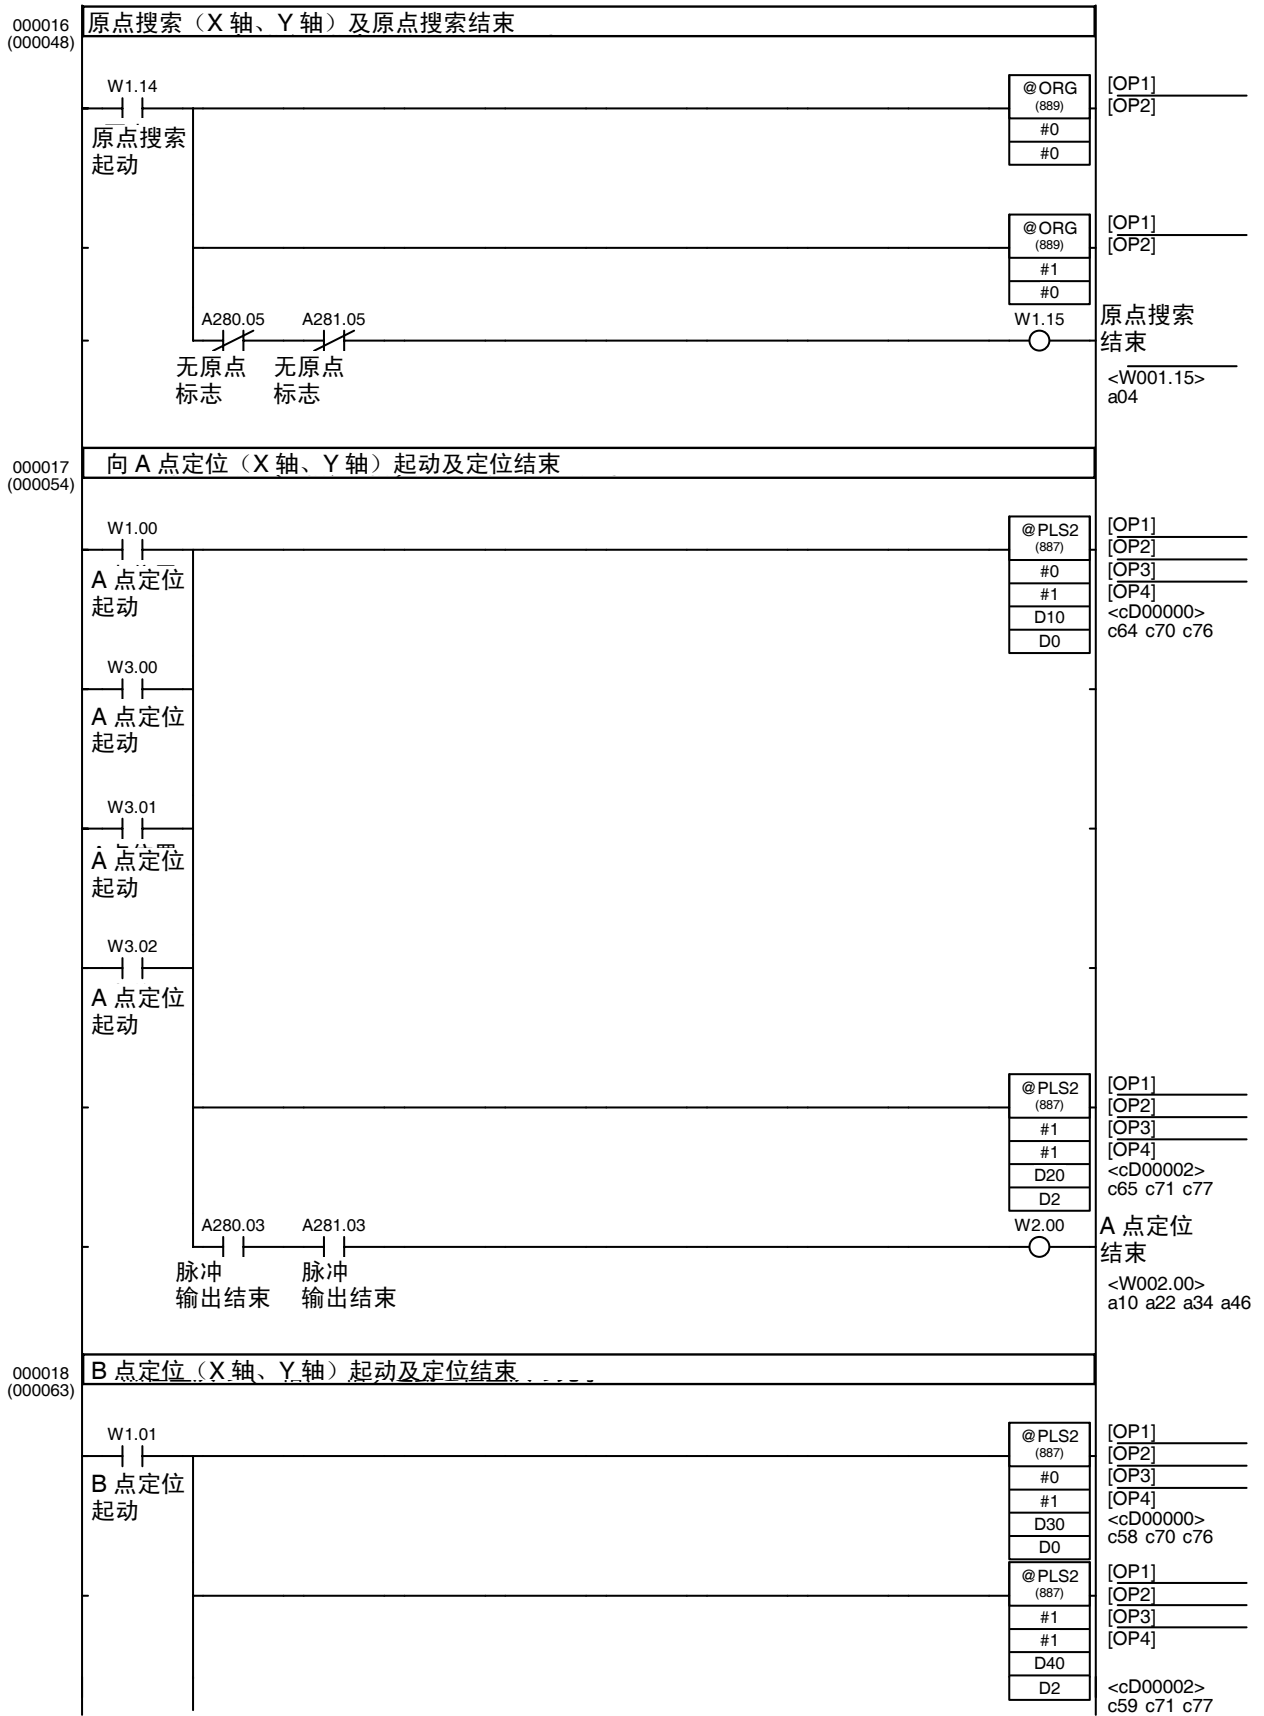 000016
(000048)
原点搜索（X 轴、Y 轴）及原点搜索结束
W1.14
原点搜索
起动
@ORG
(889)
#0
#0
[OP1]
[OP2]
@ORG
(889)
#1
#0
[OP1]
[OP2]
A280.05
无原点
标志
A281.05
无原点
标志
W1.15
原点搜索
结束
<W001.15>
a04
000017
(000054)
向 A 点定位（X 轴、Y 轴）起动及定位结束
W1.00
A 点定位
起动
@PLS2
(887)
#0
#1
D10
D0
[OP1]
[OP2]
[OP3]
[OP4]
<cD00000>
c64 c70 c76
W3.00
A 点定位
起动
W3.01
A 点定位
起动
W3.02
A 点定位
起动
@PLS2
(887)
#1
#1
D20
D2
[OP1]
[OP2]
[OP3]
[OP4]
<cD00002>
c65 c71 c77
A280.03
脉冲
输出结束
A281.03
脉冲
输出结束
W2.00
A 点定位
结束
<W002.00>
a10 a22 a34 a46
000018
(000063)
B 点定位（X 轴、Y 轴）起动及定位结束
W1.01
B 点定位
起动
@PLS2
(887)
#0
#1
D30
D0
[OP1]
[OP2]
[OP3]
[OP4]
<cD00000>
c58 c70 c76
@PLS2
(887)
#1
#1
D40
D2
[OP1]
[OP2]
[OP3]
[OP4]
<cD00002>
c59 c71 c77